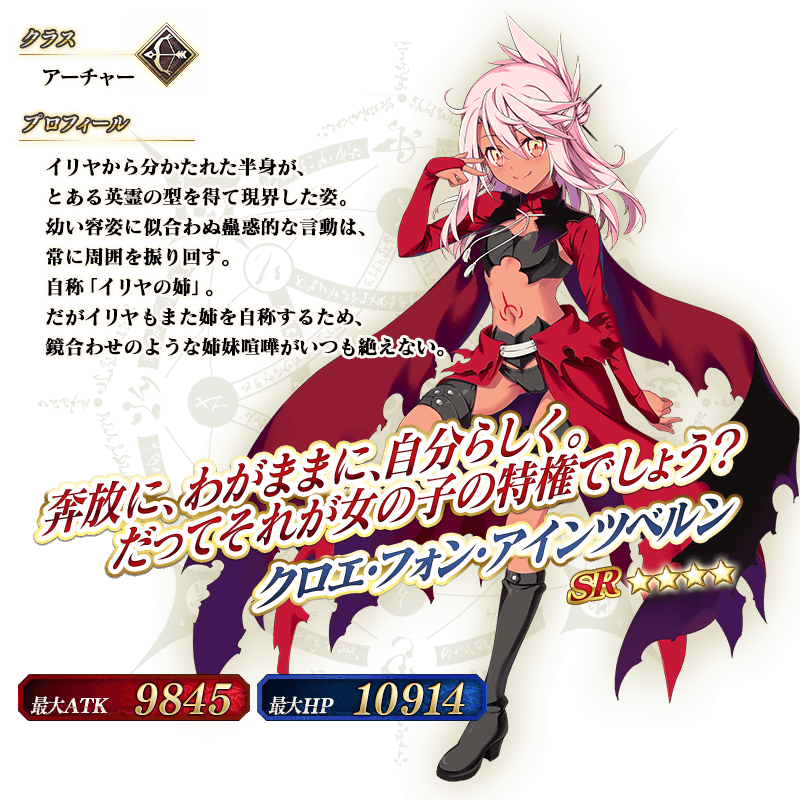 クラス
アーチャー
プロフィール
イリヤから分かたれた半身が、
とある英霊の型を得て現界した姿。
幼い容姿に似合わぬ蠱惑的な言動は、
常に周囲を振り回す。
自称「イリヤの姉」。
だがイリヤもまた姉を自称するため、
鏡合わせのような姉妹喧嘩がいつも絶えない。
奔放に、わがままに、自分らしく。
だってそれが女の子の特権でしょう?
クロエ・フォン・アインツベルン
SR ★★★★
最大ATK 9845
最大HP 10914